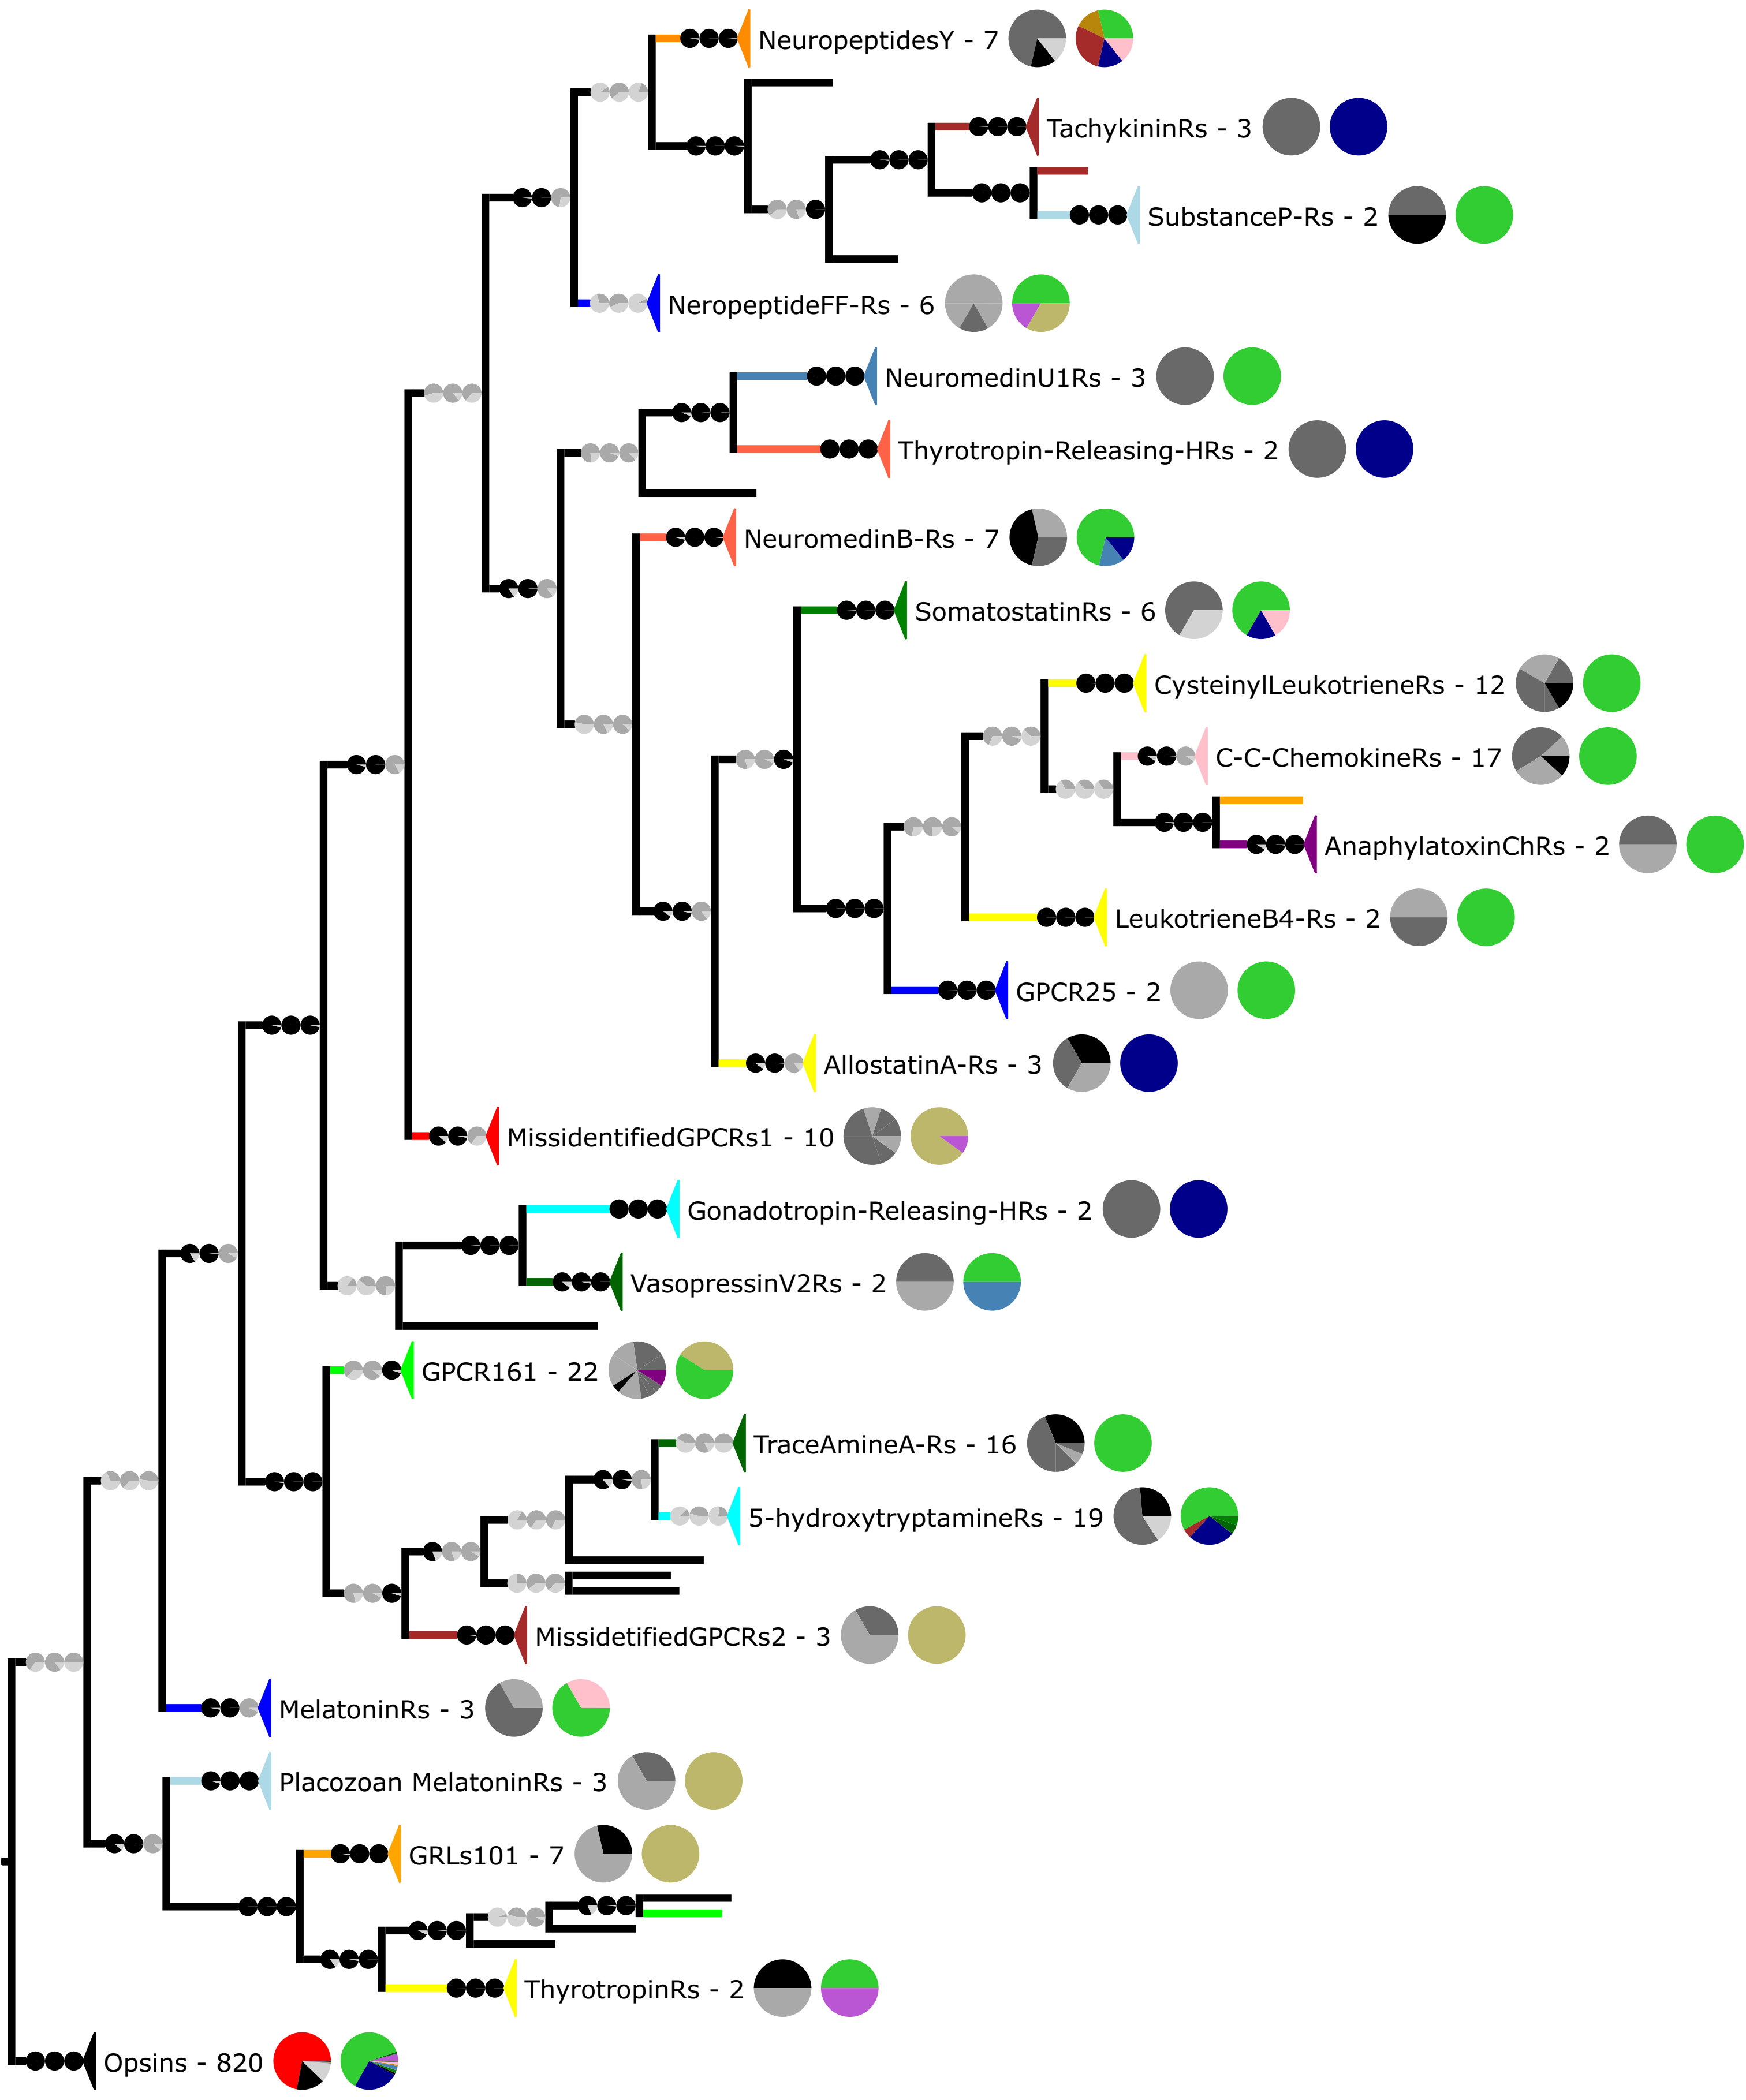 NeuropeptidesY - 7
TachykininRs - 3
SubstanceP-Rs - 2
NeropeptideFF-Rs - 6
NeuromedinU1Rs - 3
Thyrotropin-Releasing-HRs - 2
NeuromedinB-Rs - 7
SomatostatinRs - 6
CysteinylLeukotrieneRs - 12
C-C-ChemokineRs - 17
AnaphylatoxinChRs - 2
LeukotrieneB4-Rs - 2
GPCR25 - 2
AllostatinA-Rs - 3
MissidentifiedGPCRs1 - 10
Gonadotropin-Releasing-HRs - 2
VasopressinV2Rs - 2
GPCR161 - 22
TraceAmineA-Rs - 16
5-hydroxytryptamineRs - 19
MissidetifiedGPCRs2 - 3
MelatoninRs - 3
Placozoan MelatoninRs - 3
GRLs101 - 7
ThyrotropinRs - 2
Opsins - 820